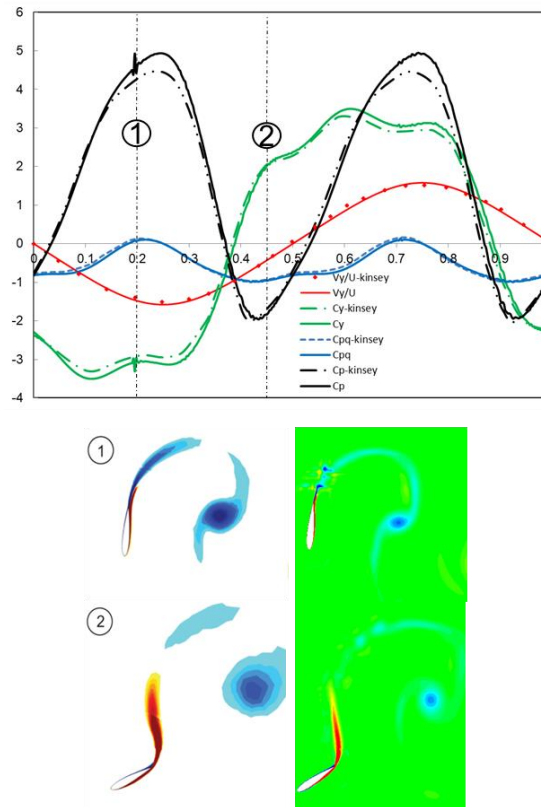 6
5
4
3
2
1
0
-1
-2
-3
-4
① ②
0 0.1 0.2 0.3 0.4 0.5 0.6 0.7 0.8 0.9
Vy/U-kinsey
Vy/U
Cy-kinsey
Cy
Cpq-kinsey
Cpq
Cp-kinsey
Cp
①
②